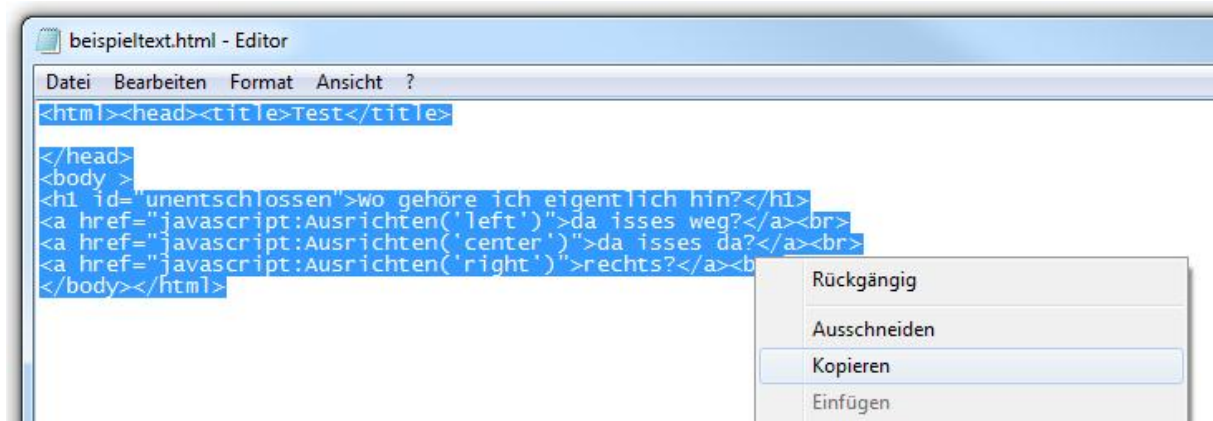 beispieltext.html - Editor
Datei Bearbeiten Format Ansicht ?
<html><head><title>Test</title>
</head>
<body >
<h1 id="unentschlossen">Wo gehöre ich eigentlich hin?</h1>
<a href="javascript:Ausrichten('left')">da isses weg?</a><br>
<a href="javascript:Ausrichten('center')">da isses da?</a><br>
<a href="javascript:Ausrichten('right')">rechts?</a><b
</body></html>
Rückgängig
Ausschneiden
Kopieren
Einfügen